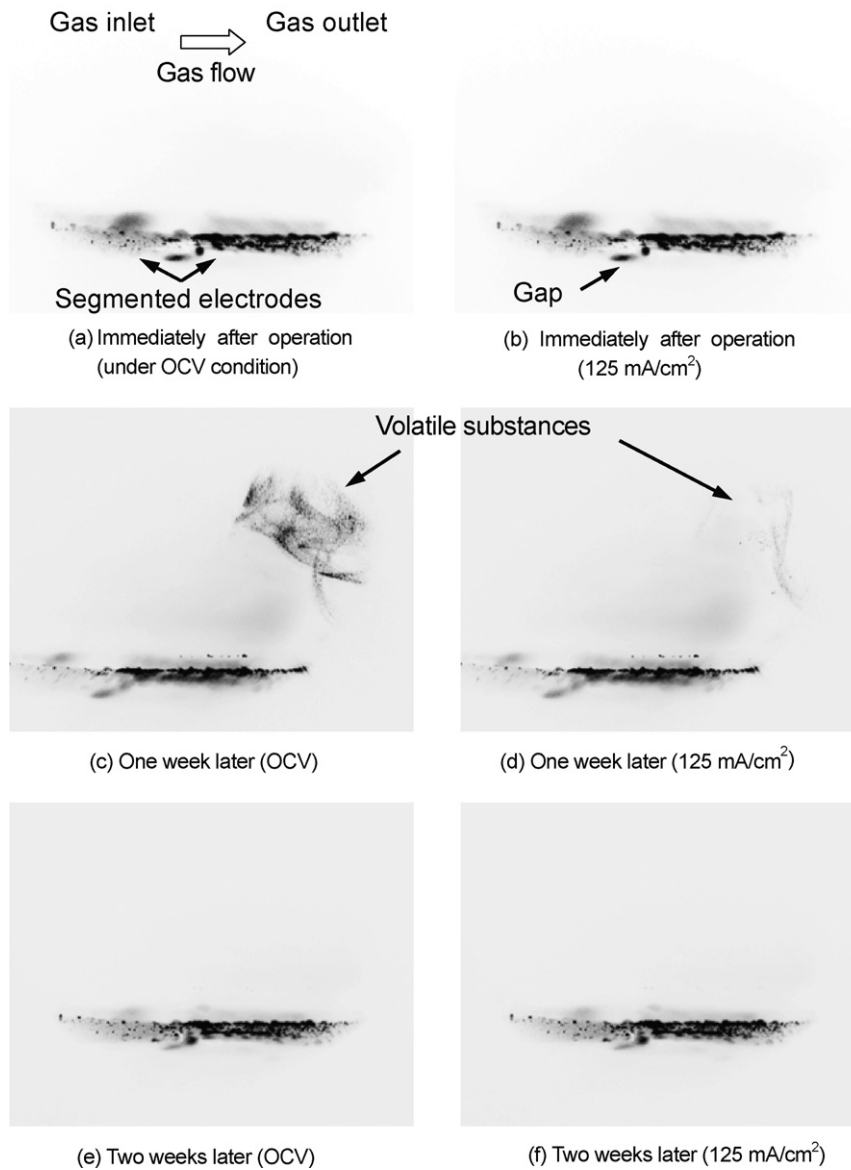 Gas inlet
Gas outlet
Gas flow
Segmented electrodes
Gap
(a) Immediately after operation
(under OCV condition)
(b) Immediately after operation
(125 mA/cm²)
Volatile substances
(c) One week later (OCV)
(d) One week later (125 mA/cm²)
(e) Two weeks later (OCV)
(f) Two weeks later (125 mA/cm²)